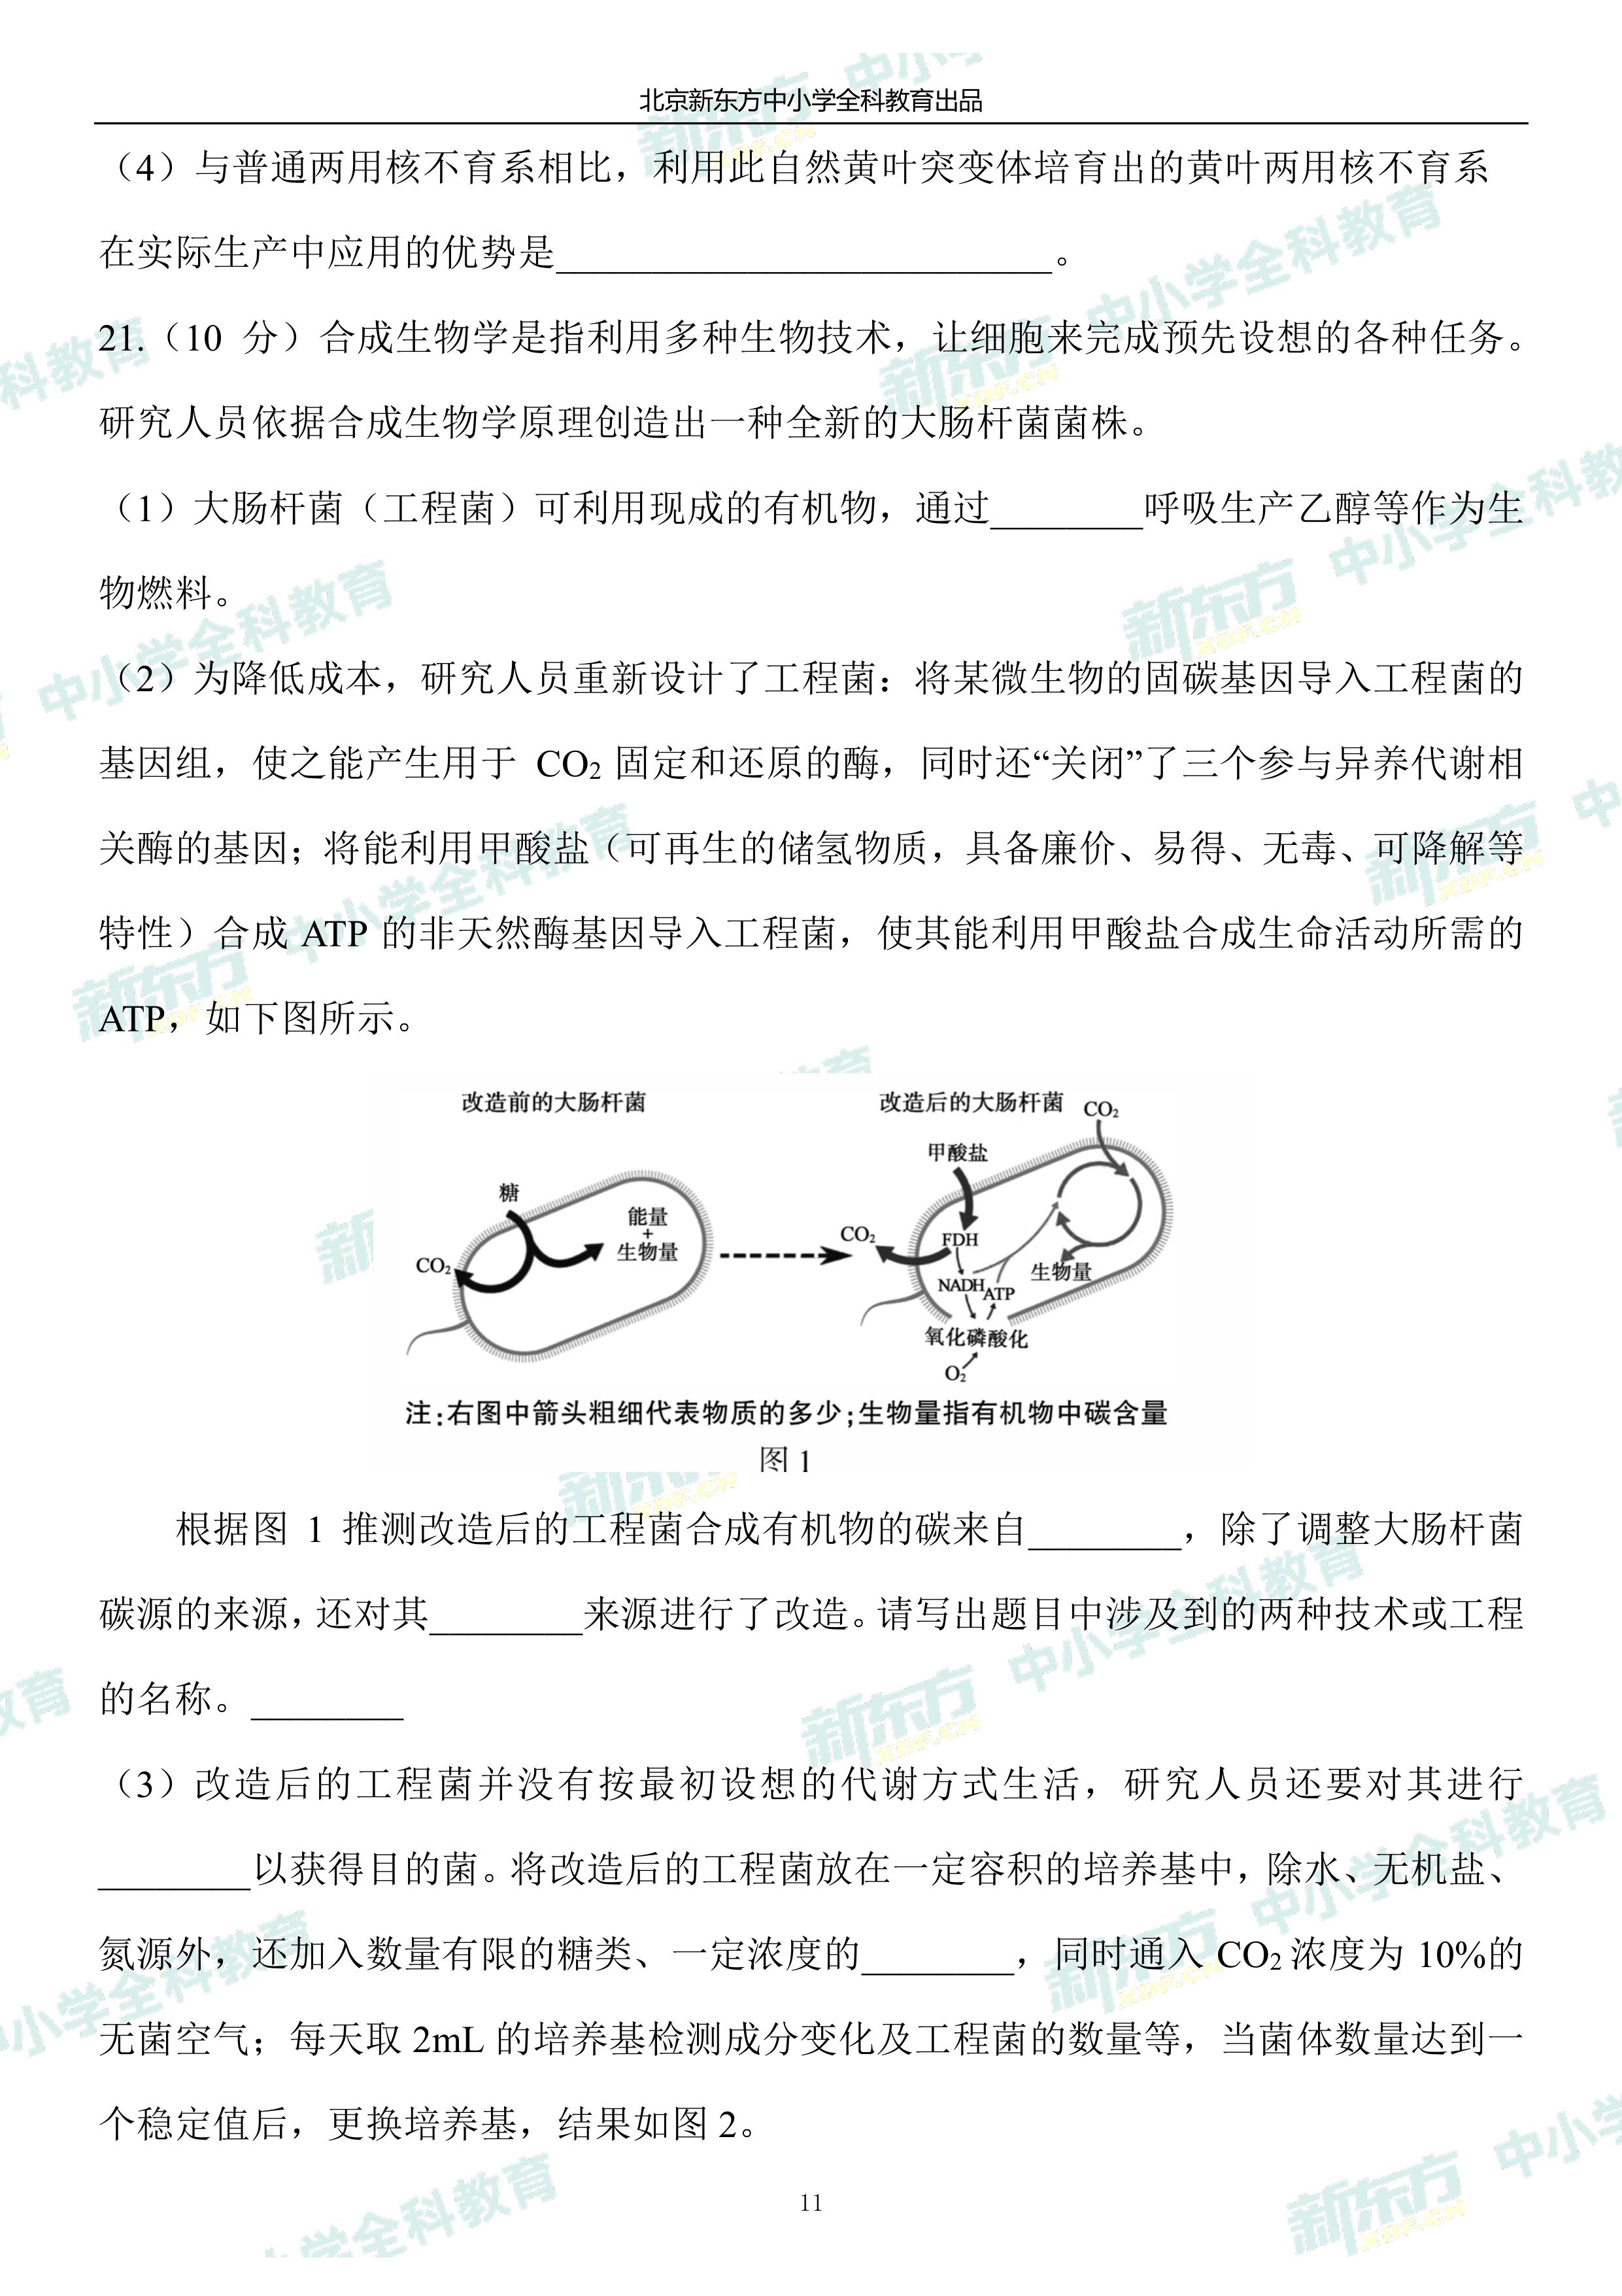 北京新东方中小学全科教育出品
（4）与普通两用核不育系相比，利用此自然黄叶突变体培育出的黄叶两用核不育系
在实际生产中应用的优势是__________________________。
21.（10 分）合成生物学是指利用多种生物技术，让细胞来完成预先设想的各种任务。
研究人员依据合成生物学原理创造出一种全新的大肠杆菌菌株。
（1）大肠杆菌（工程菌）可利用现成的有机物，通过________呼吸生产乙醇等作为生
物燃料。
（2）为降低成本，研究人员重新设计了工程菌：将某微生物的固碳基因导入工程菌的
基因组，使之能产生用于 CO₂ 固定和还原的酶，同时还“关闭”了三个参与异养代谢相
关酶的基因；将能利用甲酸盐（可再生的储氢物质，具备廉价、易得、无毒、可降解等
特性）合成 ATP 的非天然酶基因导入工程菌，使其能利用甲酸盐合成生命活动所需的
ATP，如下图所示。
改造前的大肠杆菌
糖
CO₂
能量
+
生物量
改造后的大肠杆菌
CO₂
甲酸盐
CO₂
FDH
NADH
ATP
生物量
氧化磷酸化
O₂
注：右图中箭头粗细代表物质的多少；生物量指有机物中碳含量
图 1
根据图 1 推测改造后的工程菌合成有机物的碳来自________，除了调整大肠杆菌
碳源的来源，还对其________来源进行了改造。请写出题目中涉及到的两种技术或工程
的名称。________
（3）改造后的工程菌并没有按最初设想的代谢方式生活，研究人员还要对其进行
________以获得目的菌。将改造后的工程菌放在一定容积的培养基中，除水、无机盐、
氮源外，还加入数量有限的糖类、一定浓度的________，同时通入 CO₂ 浓度为 10%的
无菌空气；每天取 2mL 的培养基检测成分变化及工程菌的数量等，当菌体数量达到一
个稳定值后，更换培养基，结果如图 2。
11
新东方 XDF.CN 中小学全科教育